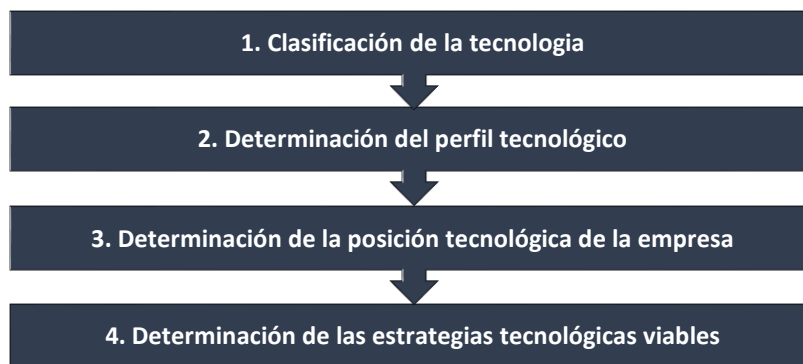 1. Clasificación de la tecnologia
2. Determinación del perfil tecnológico
3. Determinación de la posición tecnológica de la empresa
4. Determinación de las estrategias tecnológicas viables